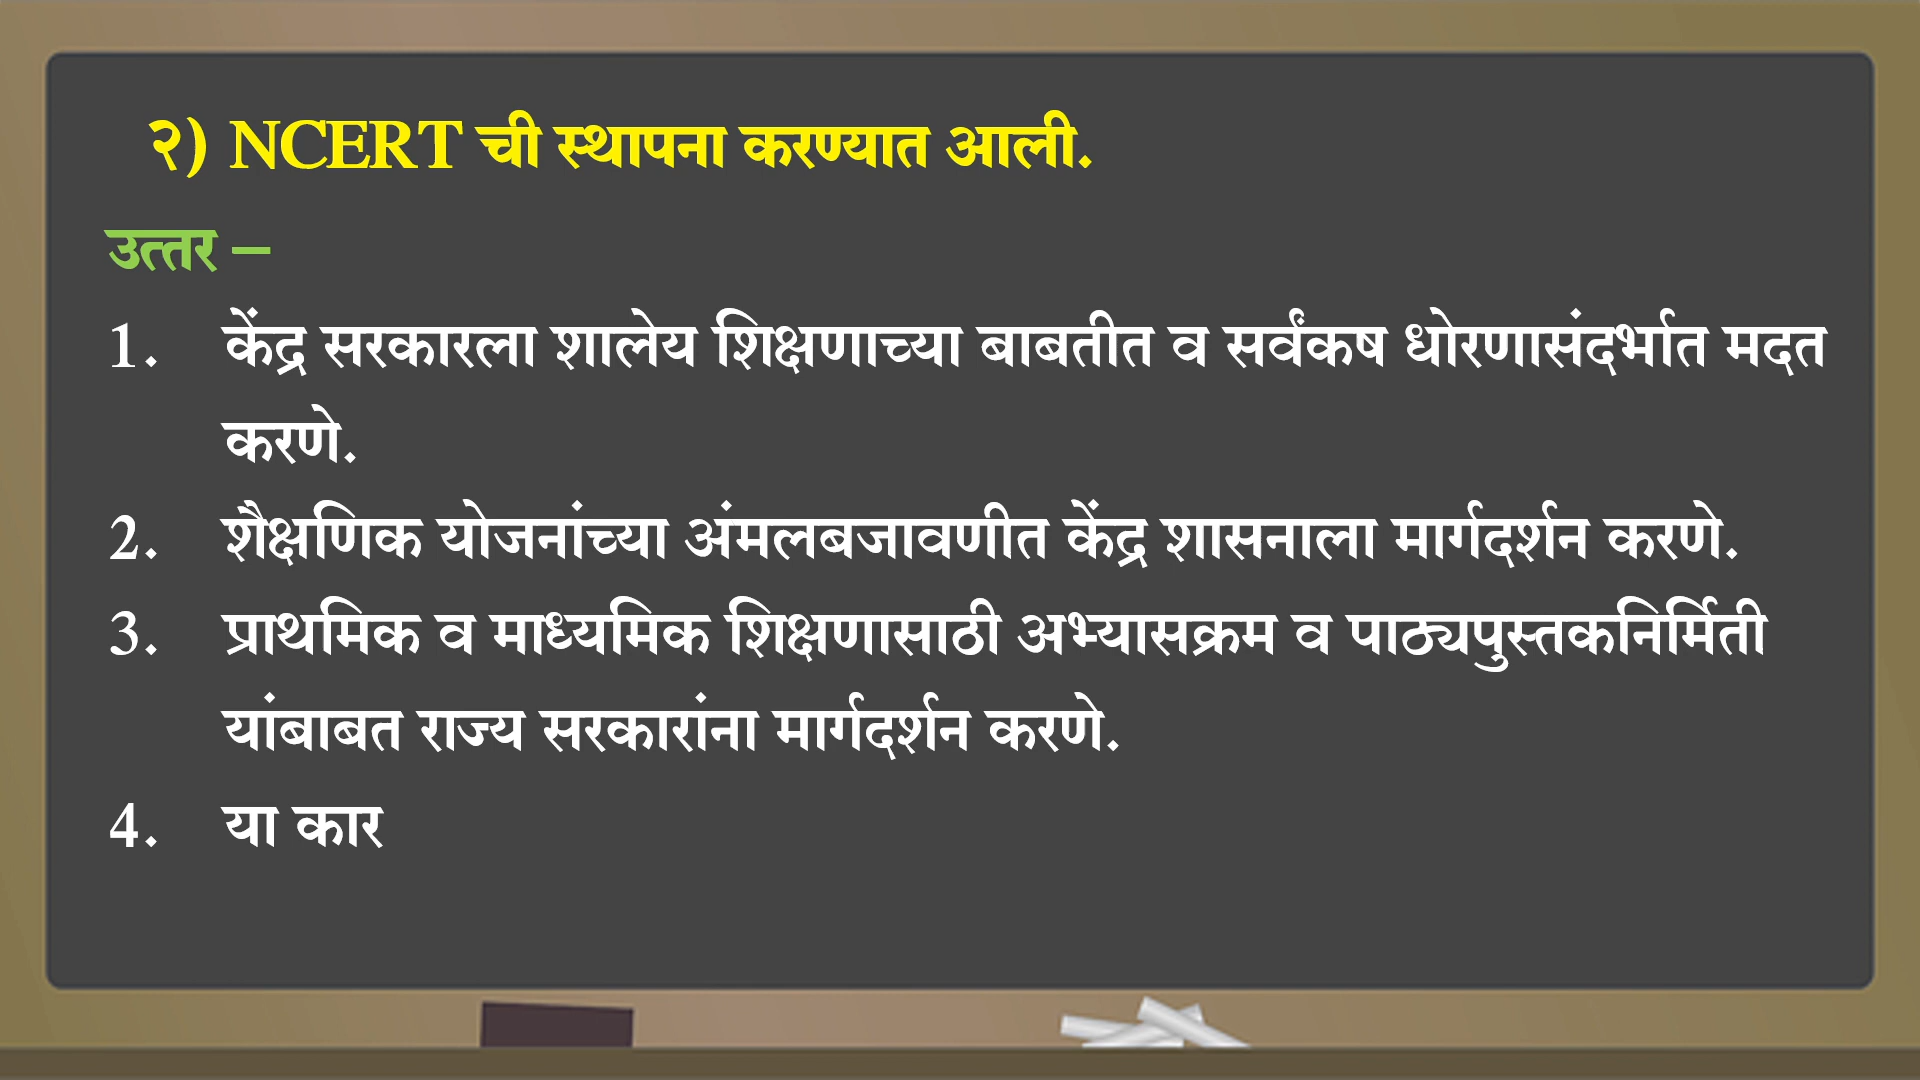 २) NCERT ची स्थापना करण्यात आली.
उत्तर –
1. केंद्र सरकारला शालेय शिक्षणाच्या बाबतीत व सर्वंकष धोरणासंदर्भात मदत
करणे.
2. शैक्षणिक योजनांच्या अंमलबजावणीत केंद्र शासनाला मार्गदर्शन करणे.
3. प्राथमिक व माध्यमिक शिक्षणासाठी अभ्यासक्रम व पाठ्यपुस्तकनिर्मिती
यांबाबत राज्य सरकारांना मार्गदर्शन करणे.
4. या कार